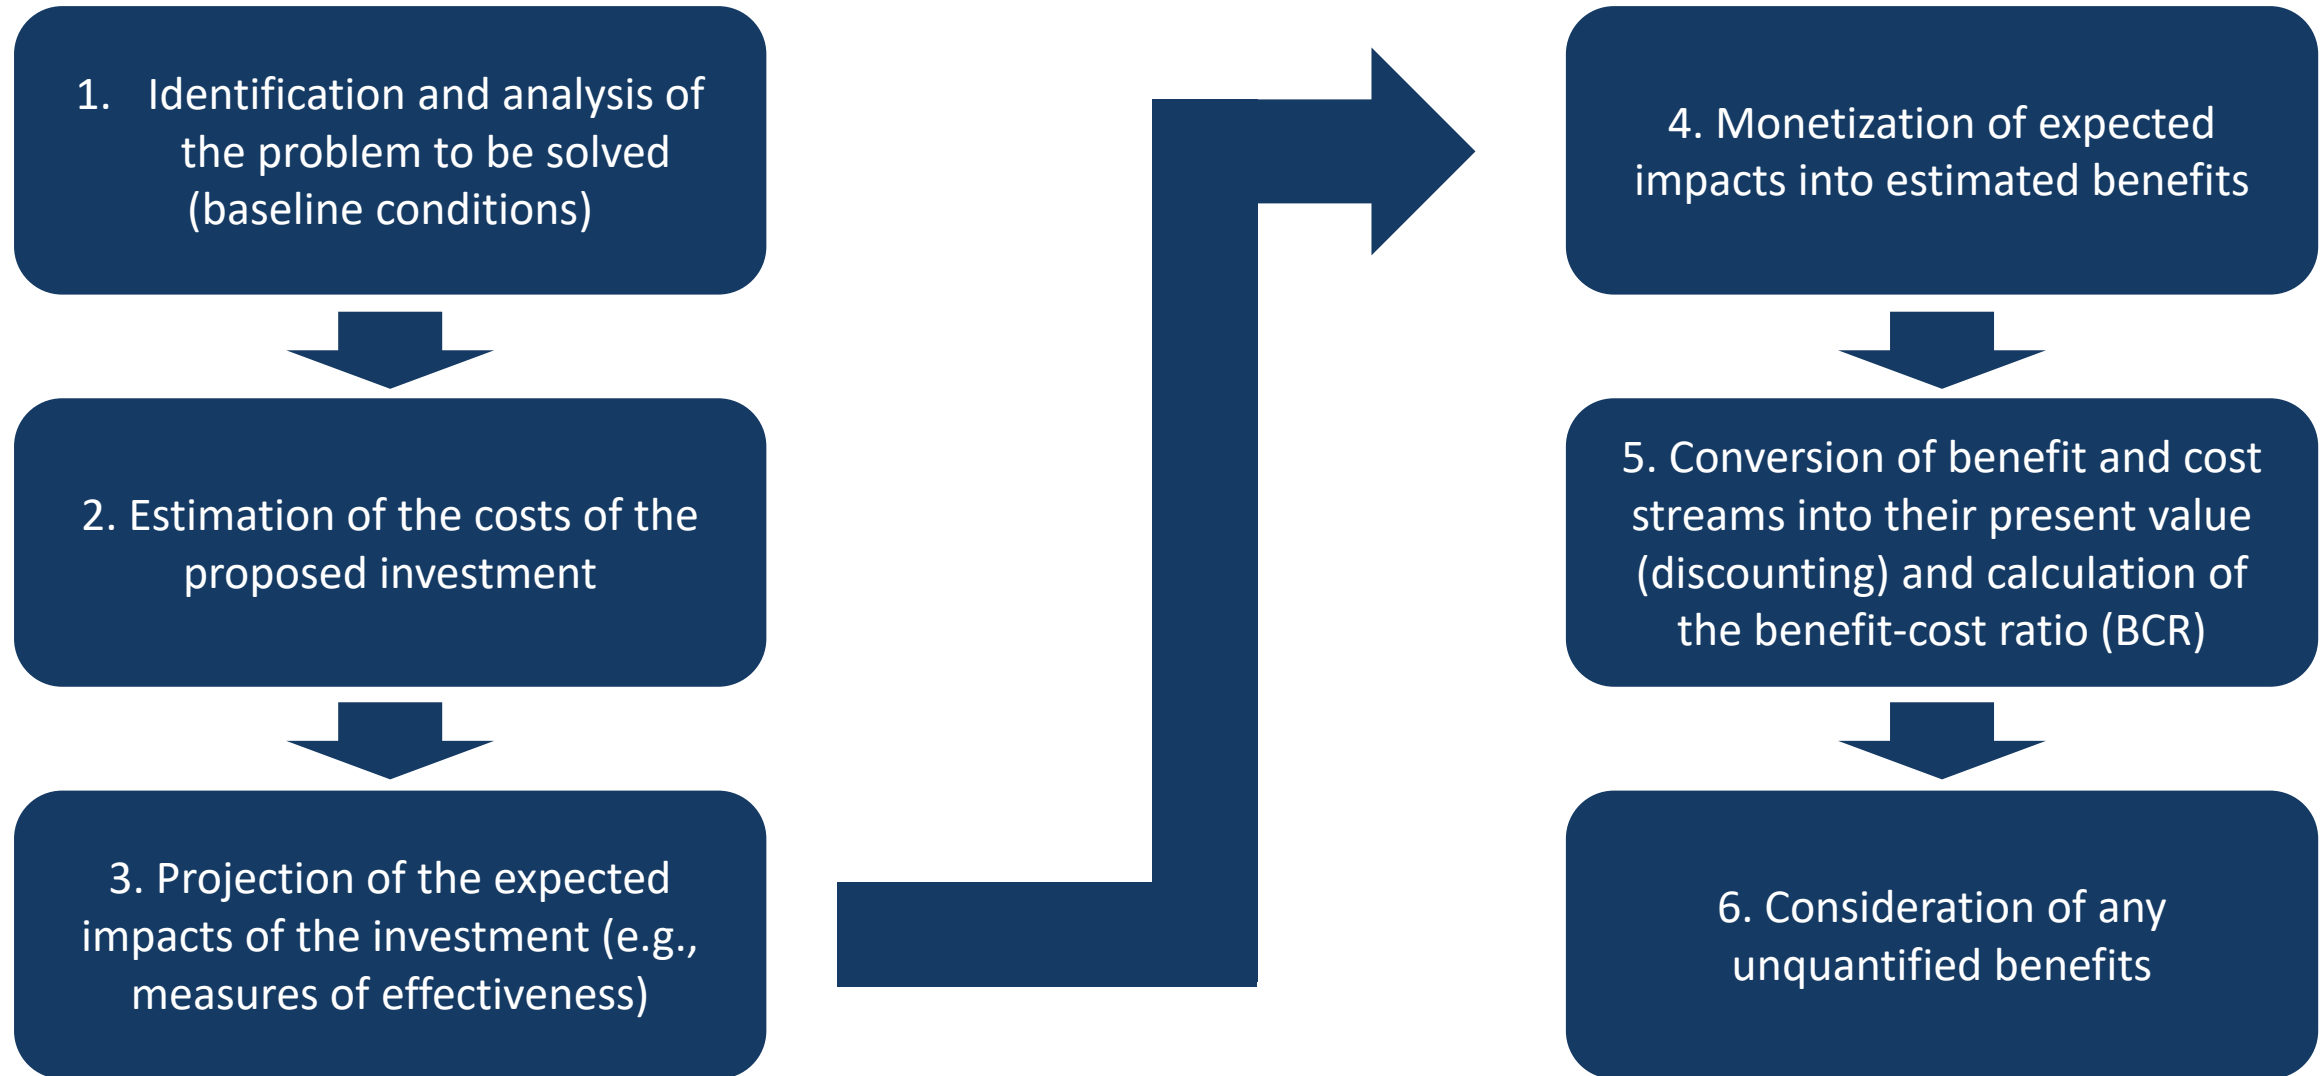 1. Identification and analysis of
the problem to be solved
(baseline conditions)
2. Estimation of the costs of the
proposed investment
3. Projection of the expected
impacts of the investment (e.g.,
measures of effectiveness)
4. Monetization of expected
impacts into estimated benefits
5. Conversion of benefit and cost
streams into their present value
(discounting) and calculation of
the benefit-cost ratio (BCR)
6. Consideration of any
unquantified benefits